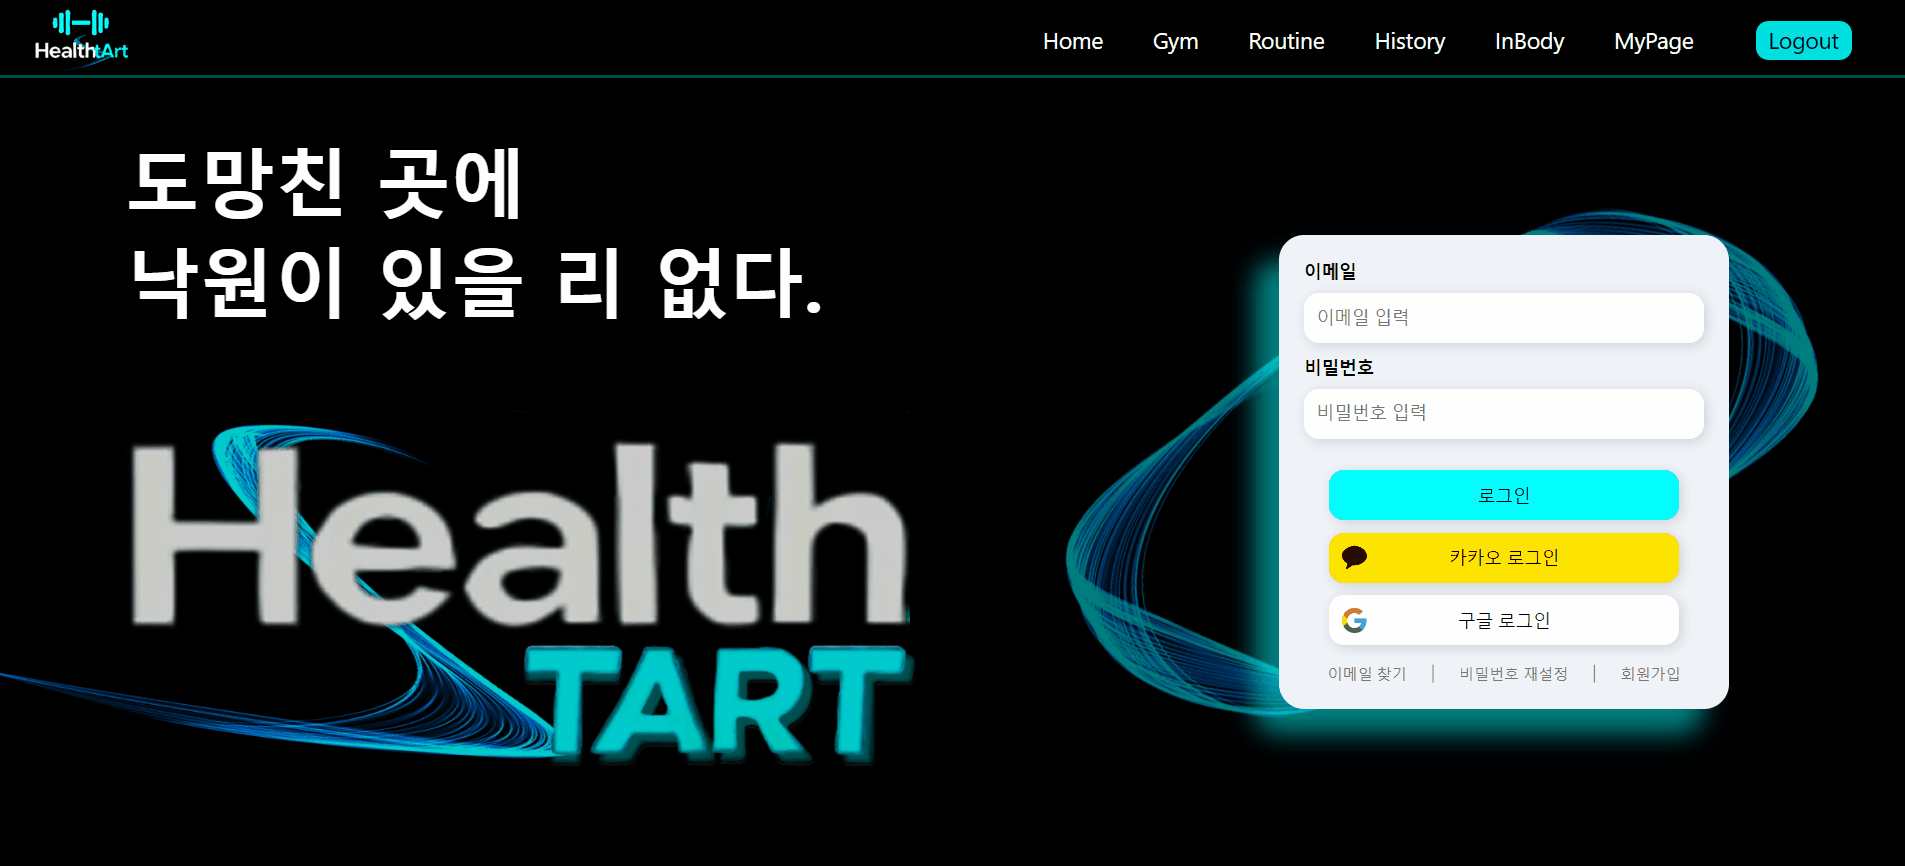 HealthtArt
Home Gym Routine History InBody MyPage Logout
도망친 곳에
낙원이 있을 리 없다.
Health
TART
이메일
이메일 입력
비밀번호
비밀번호 입력
로그인
카카오 로그인
구글 로그인
이메일 찾기 | 비밀번호 재설정 | 회원가입